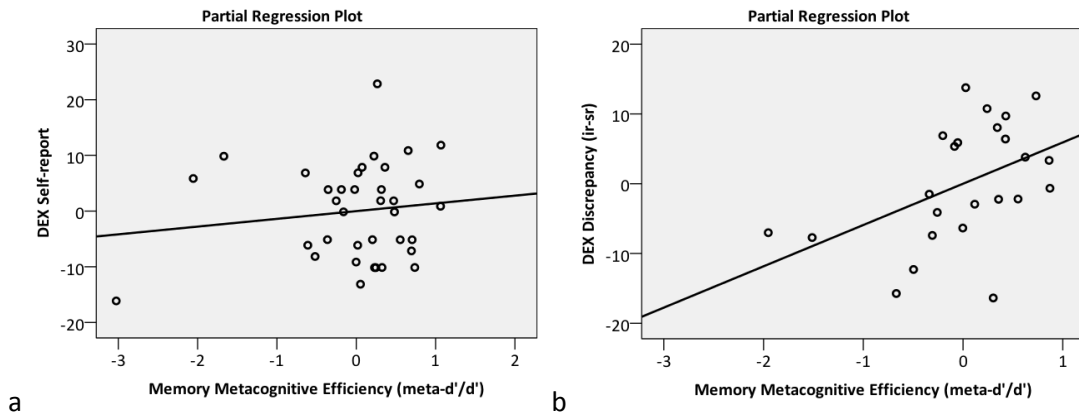 Partial Regression Plot
30
20
10
0
-10
-20
-3
-2
-1
0
1
2
DEX Self-report
Memory Metacognitive Efficiency (meta-d'/d')
a
Partial Regression Plot
20
10
0
-10
-20
-3
-2
-1
0
1
DEX Discrepancy (ir-sr)
Memory Metacognitive Efficiency (meta-d'/d')
b